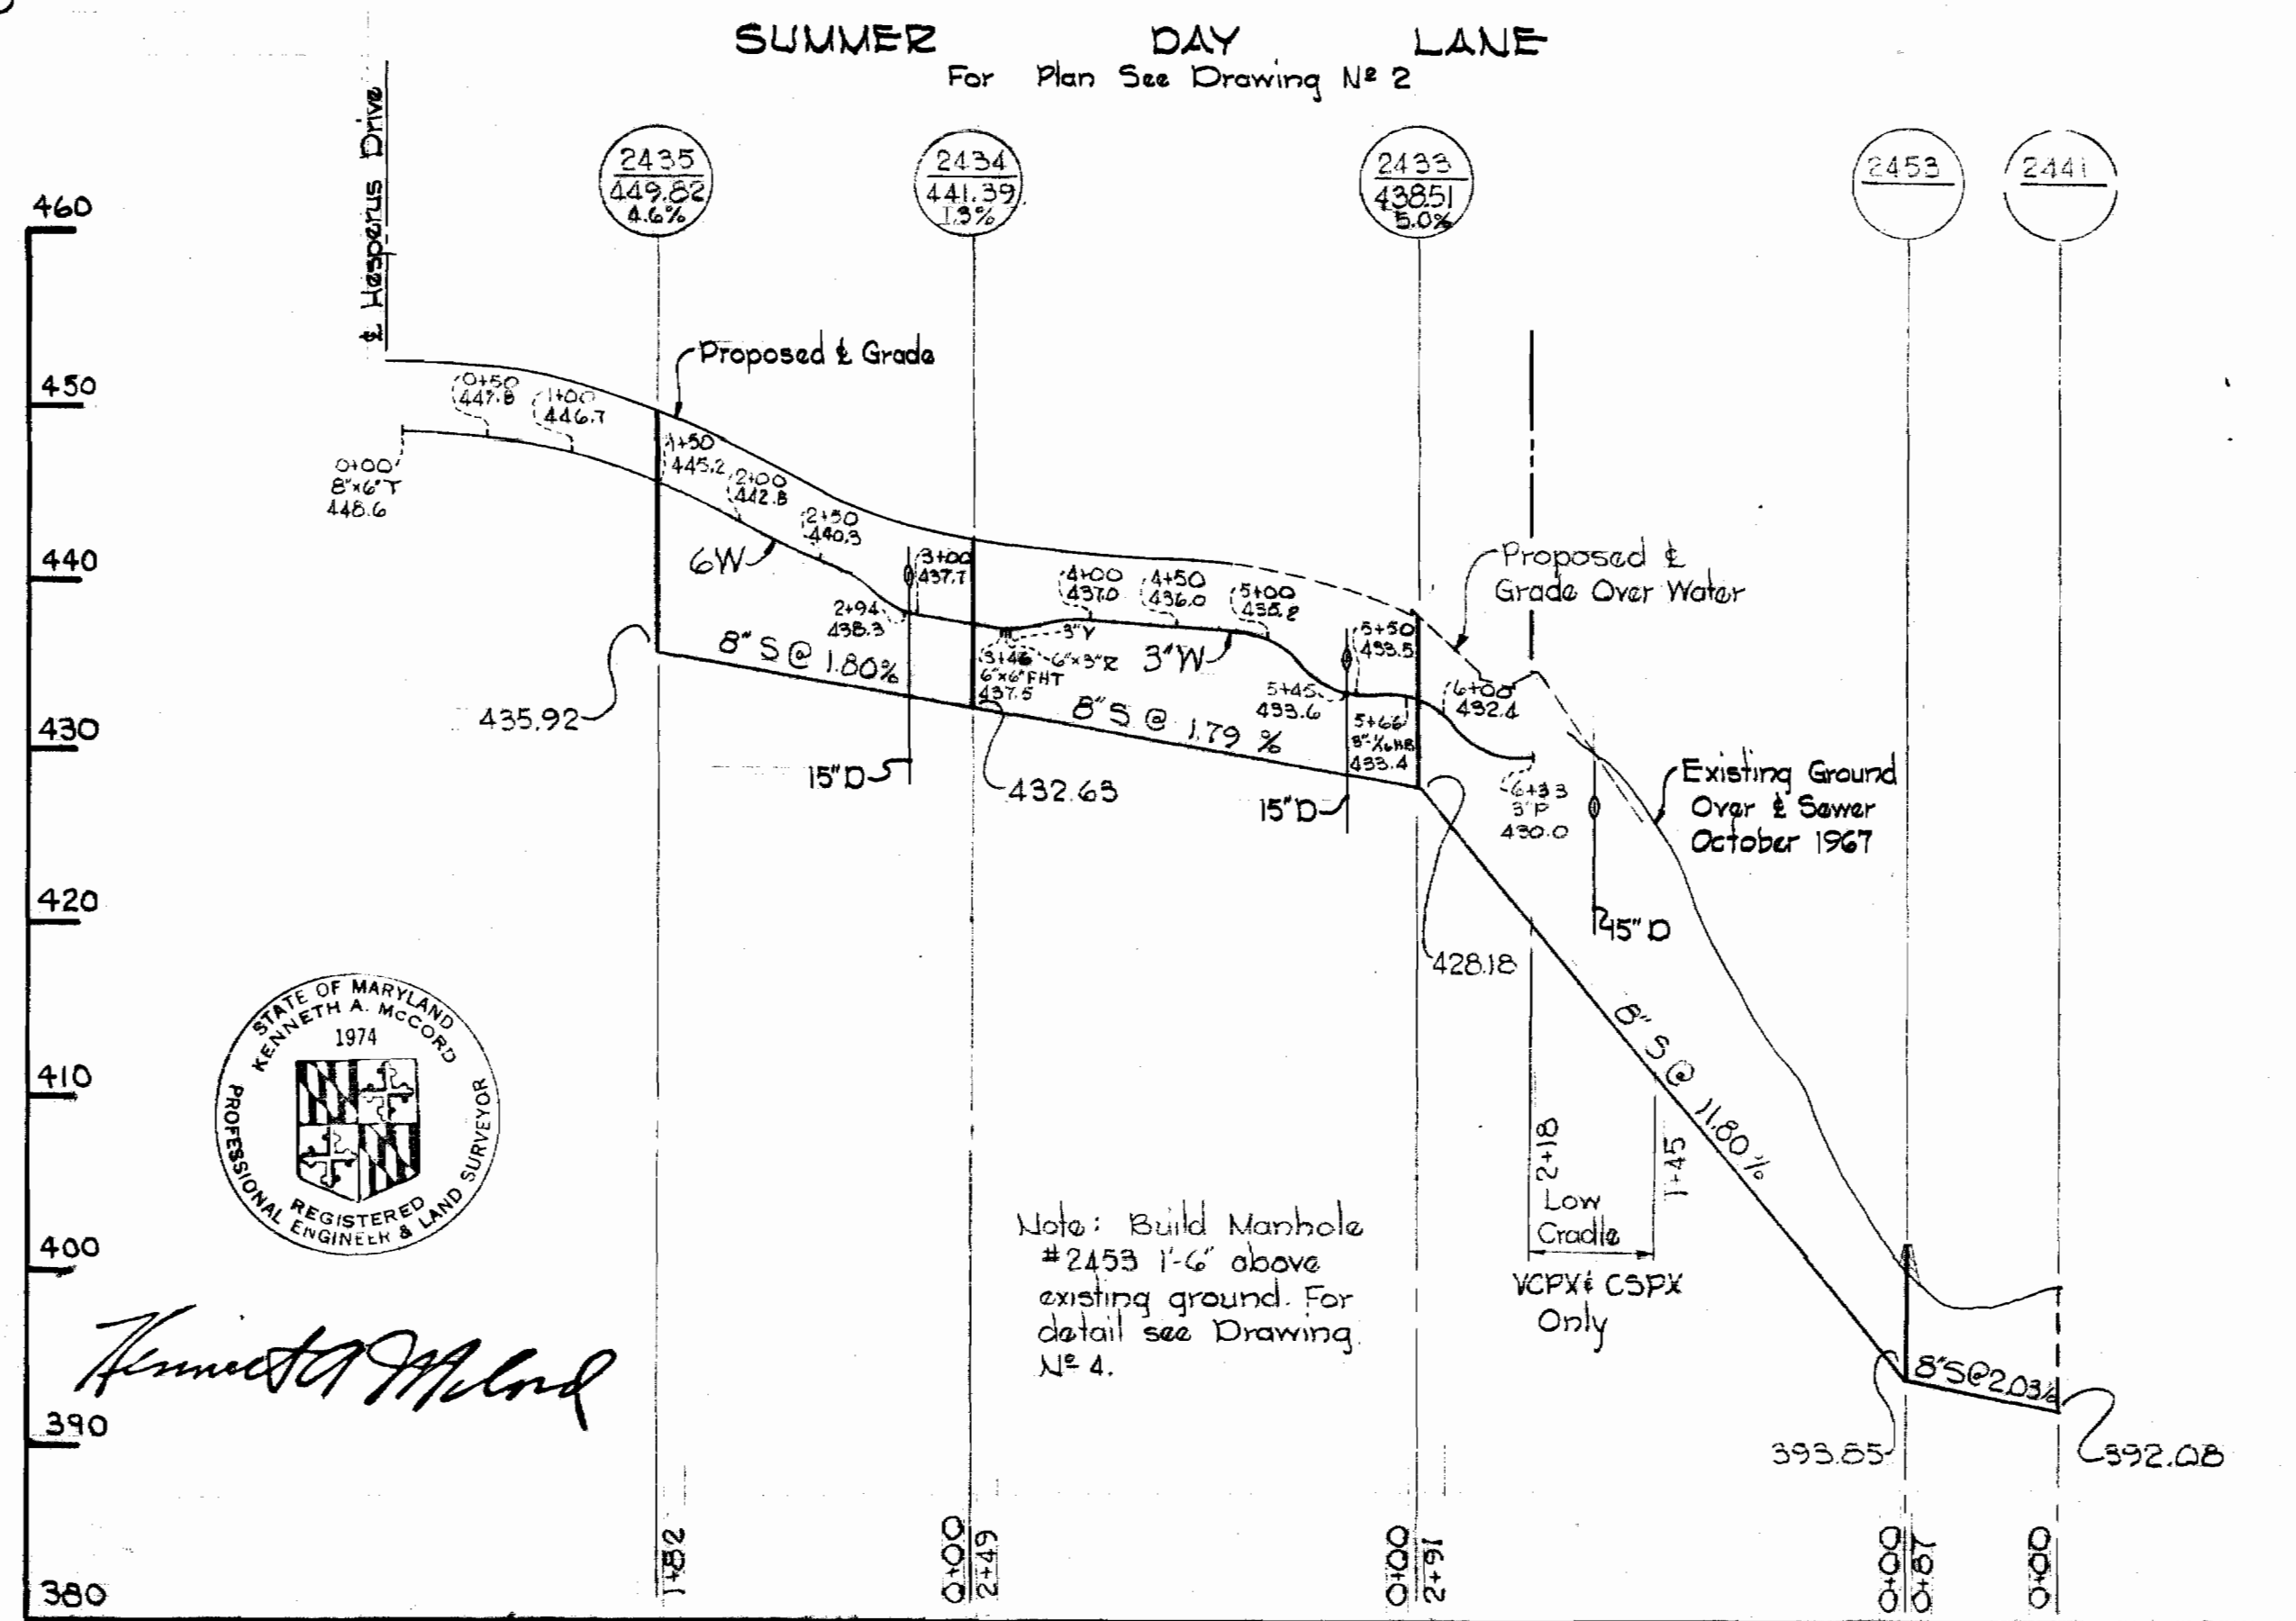 SUMMER DAY LANE
For Plan See Drawing Nº 2
℄ Hesperus Drive
2435
449.82
4.6%
2434
441.39
1.3%
2433
438.51
5.0%
2453
2441
460
450
440
430
420
410
400
390
380
Proposed ℄ Grade
0+50
447.8
1+00
446.7
0+00
8"x6"T
448.6
1+50
445.2
2+00
442.8
2+50
440.3
6W
3+00
437.7
2+94
438.3
4+00
437.0
4+50
436.0
5+00
435.2
3"Y
6"x3"R
6"x6"FHT
437.5
3"W
5+50
433.5
5+45
433.6
5+66
433.4
6+00
432.4
6+33
3"P
430.0
Proposed ℄
Grade Over Water
Existing Ground
Over ℄ Sewer
October 1967
8" S @ 1.80%
8" S @ 1.79 %
435.92
15"D
432.63
15"D
45"D
428.18
8" S @ 11.80%
2+18
1+45
Low
Cradle
VCPX & CSPX
Only
8"S@2.03%
393.85
392.08
Note: Build Manhole
#2453 1'-6" above
existing ground. For
detail see Drawing
Nº 4.
STATE OF MARYLAND
KENNETH A. McCORD
1974
REGISTERED
PROFESSIONAL ENGINEER & LAND SURVEYOR
Kenneth A McCord
1+82
0+00
2+49
0+00
2+91
0+00
0+87
0+00